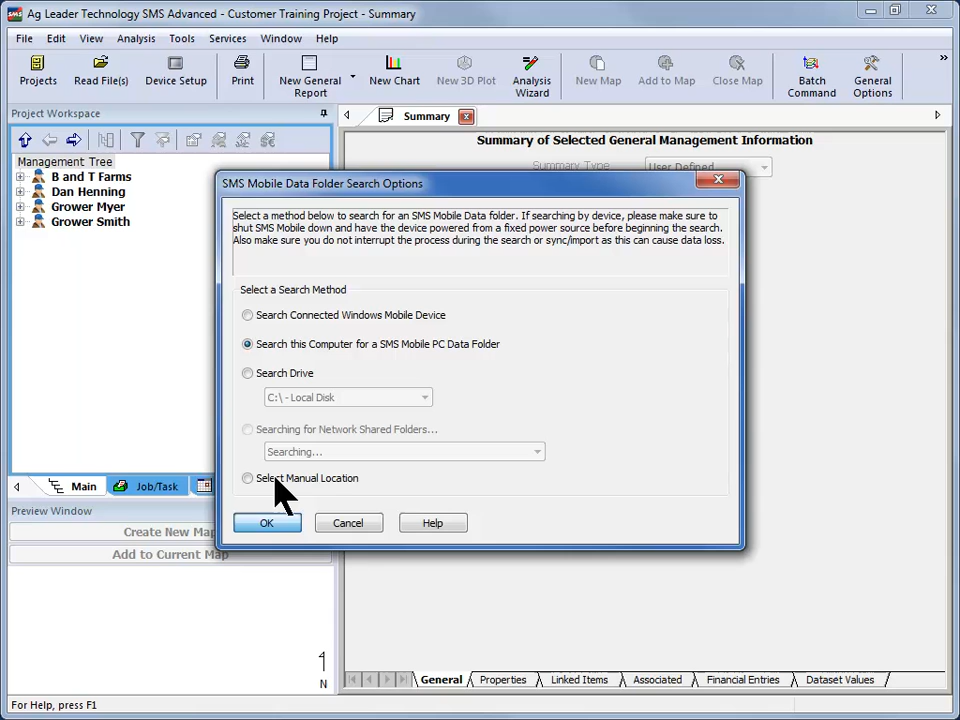 SMS Ag Leader Technology SMS Advanced - Customer Training Project - Summary
File Edit View Analysis Tools Services Window Help
Projects Read File(s) Device Setup Print New General Report New Chart New 3D Plot Analysis Wizard New Map Add to Map Close Map Batch Command General Options
Project Workspace
Summary
Management Tree
B and T Farms
Dan Henning
Grower Myer
Grower Smith
Summary of Selected General Management Information
Summary Type User Defined
SMS Mobile Data Folder Search Options
Select a method below to search for an SMS Mobile Data folder. If searching by device, please make sure to
shut SMS Mobile down and have the device powered from a fixed power source before beginning the search.
Also make sure you do not interrupt the process during the search or sync/import as this can cause data loss.
Select a Search Method
Search Connected Windows Mobile Device
Search this Computer for a SMS Mobile PC Data Folder
Search Drive
C:\ - Local Disk
Searching for Network Shared Folders...
Searching...
Select Manual Location
OK Cancel Help
Main Job/Task
Preview Window
Create New Map
Add to Current Map
N
General Properties Linked Items Associated Financial Entries Dataset Values
For Help, press F1